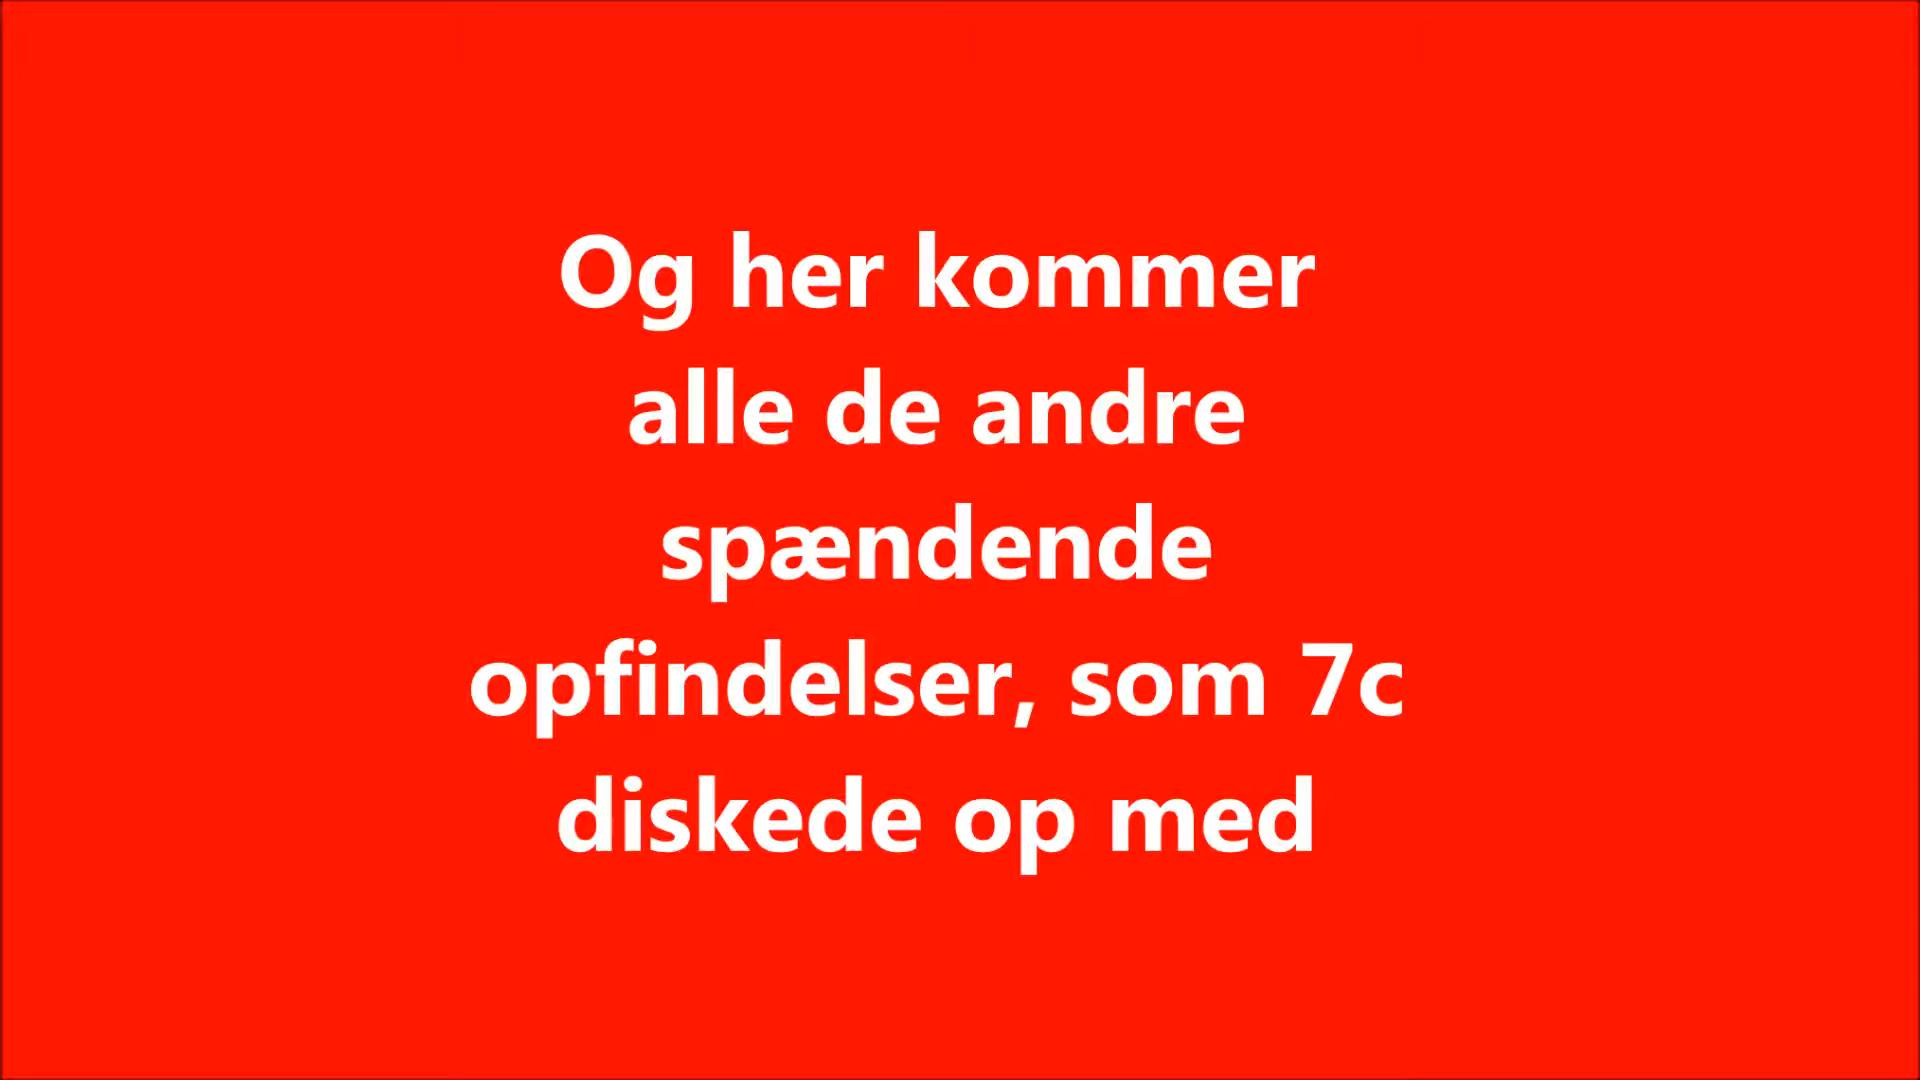 Og her kommer
alle de andre
spændende
opfindelser, som 7c
diskede op med